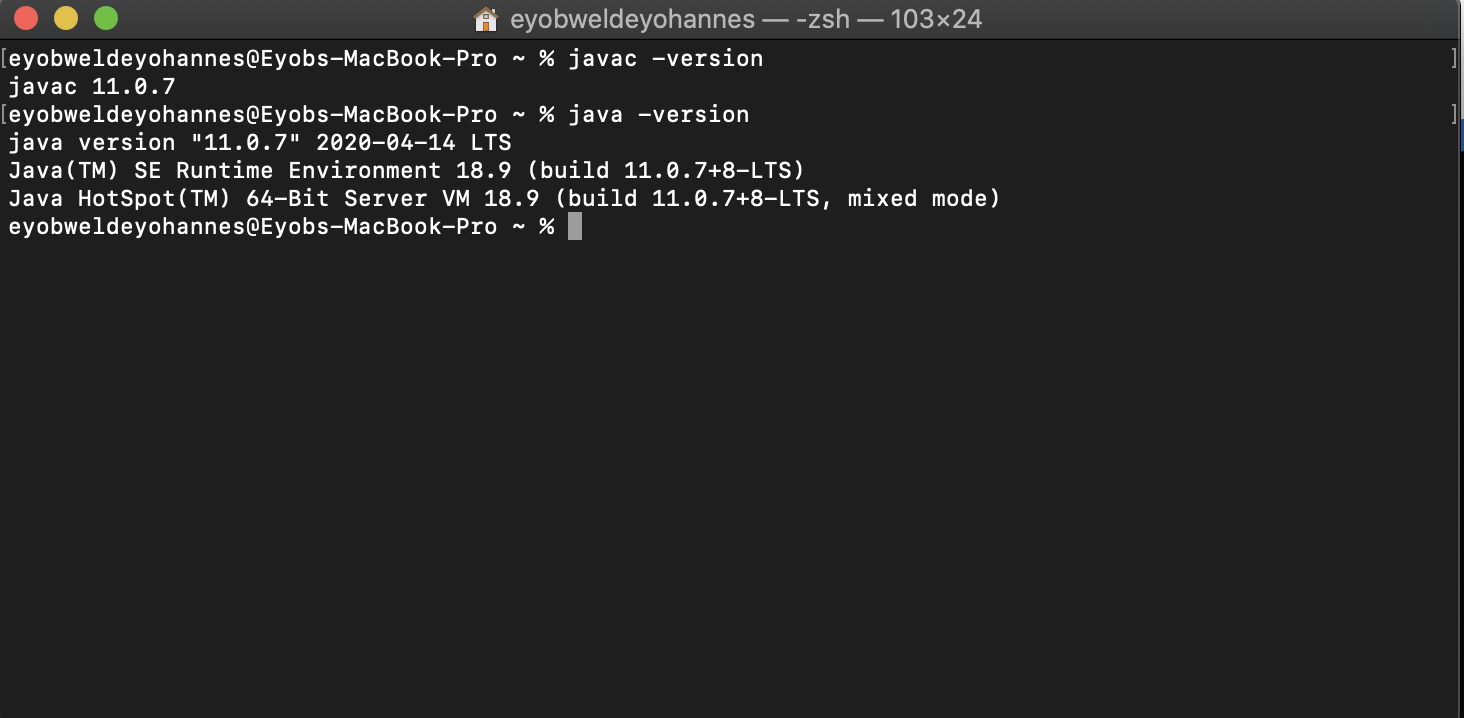 eyobweldeyohannes — -zsh — 103×24
[eyobweldeyohannes@Eyobs-MacBook-Pro ~ % javac -version ]
javac 11.0.7
[eyobweldeyohannes@Eyobs-MacBook-Pro ~ % java -version ]
java version "11.0.7" 2020-04-14 LTS
Java(TM) SE Runtime Environment 18.9 (build 11.0.7+8-LTS)
Java HotSpot(TM) 64-Bit Server VM 18.9 (build 11.0.7+8-LTS, mixed mode)
eyobweldeyohannes@Eyobs-MacBook-Pro ~ %